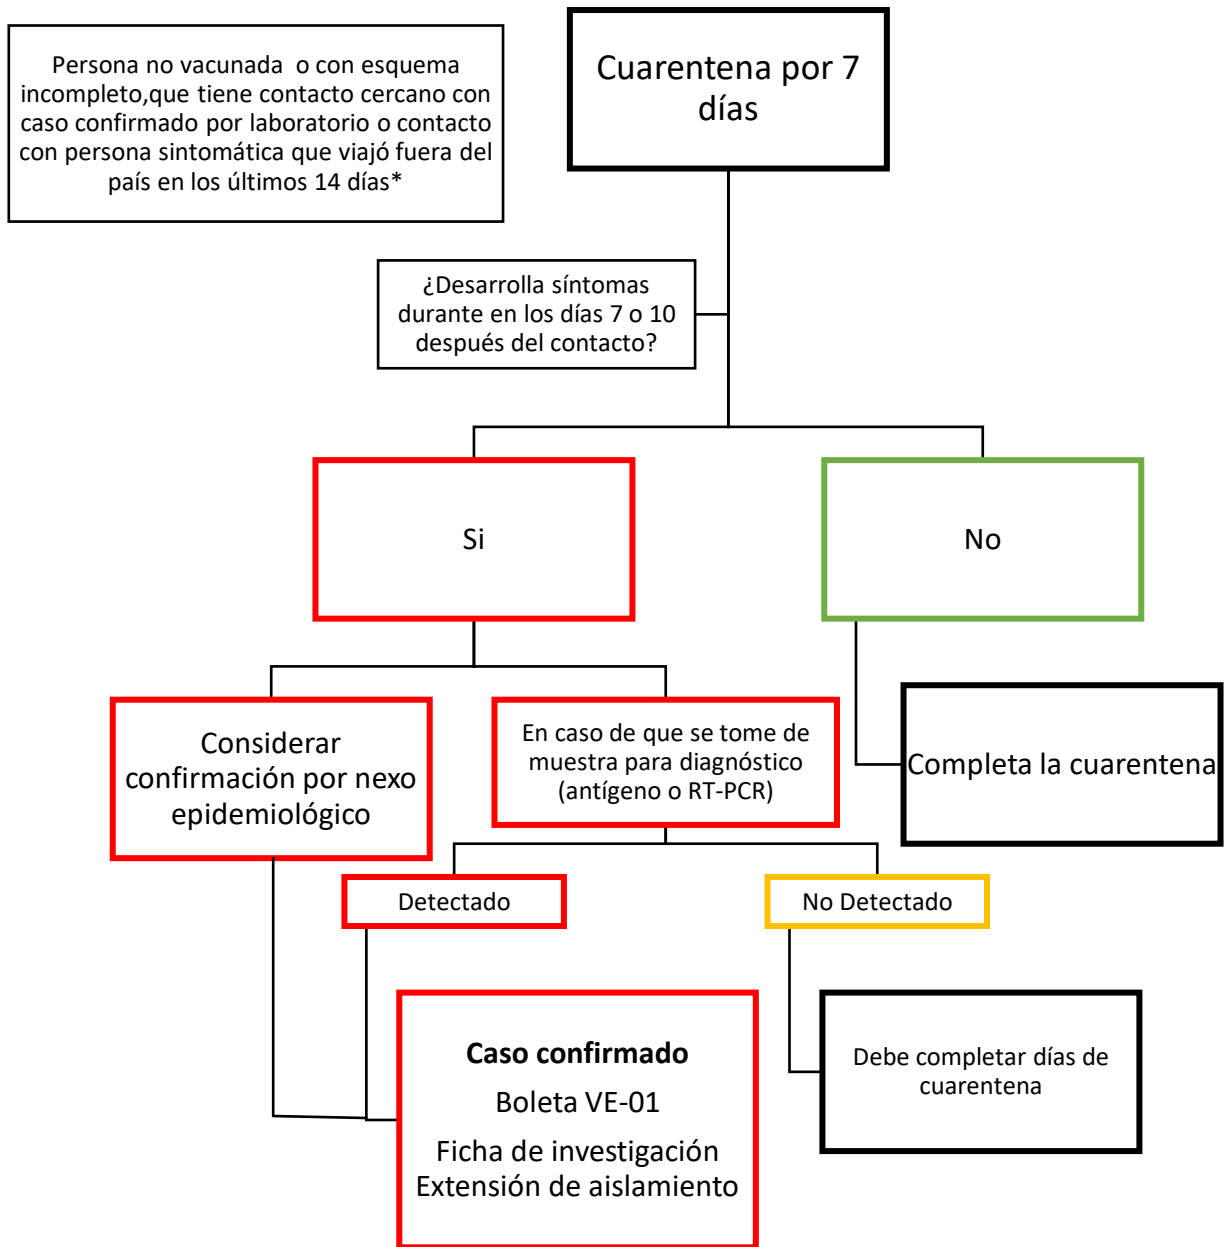 Persona no vacunada o con esquema
incompleto,que tiene contacto cercano con
caso confirmado por laboratorio o contacto
con persona sintomática que viajó fuera del
país en los últimos 14 días*
Cuarentena por 7
días
¿Desarrolla síntomas
durante en los días 7 o 10
después del contacto?
Si
No
Considerar
confirmación por nexo
epidemiológico
En caso de que se tome de
muestra para diagnóstico
(antígeno o RT-PCR)
Completa la cuarentena
Detectado
No Detectado
Caso confirmado
Boleta VE-01
Ficha de investigación
Extensión de aislamiento
Debe completar días de
cuarentena